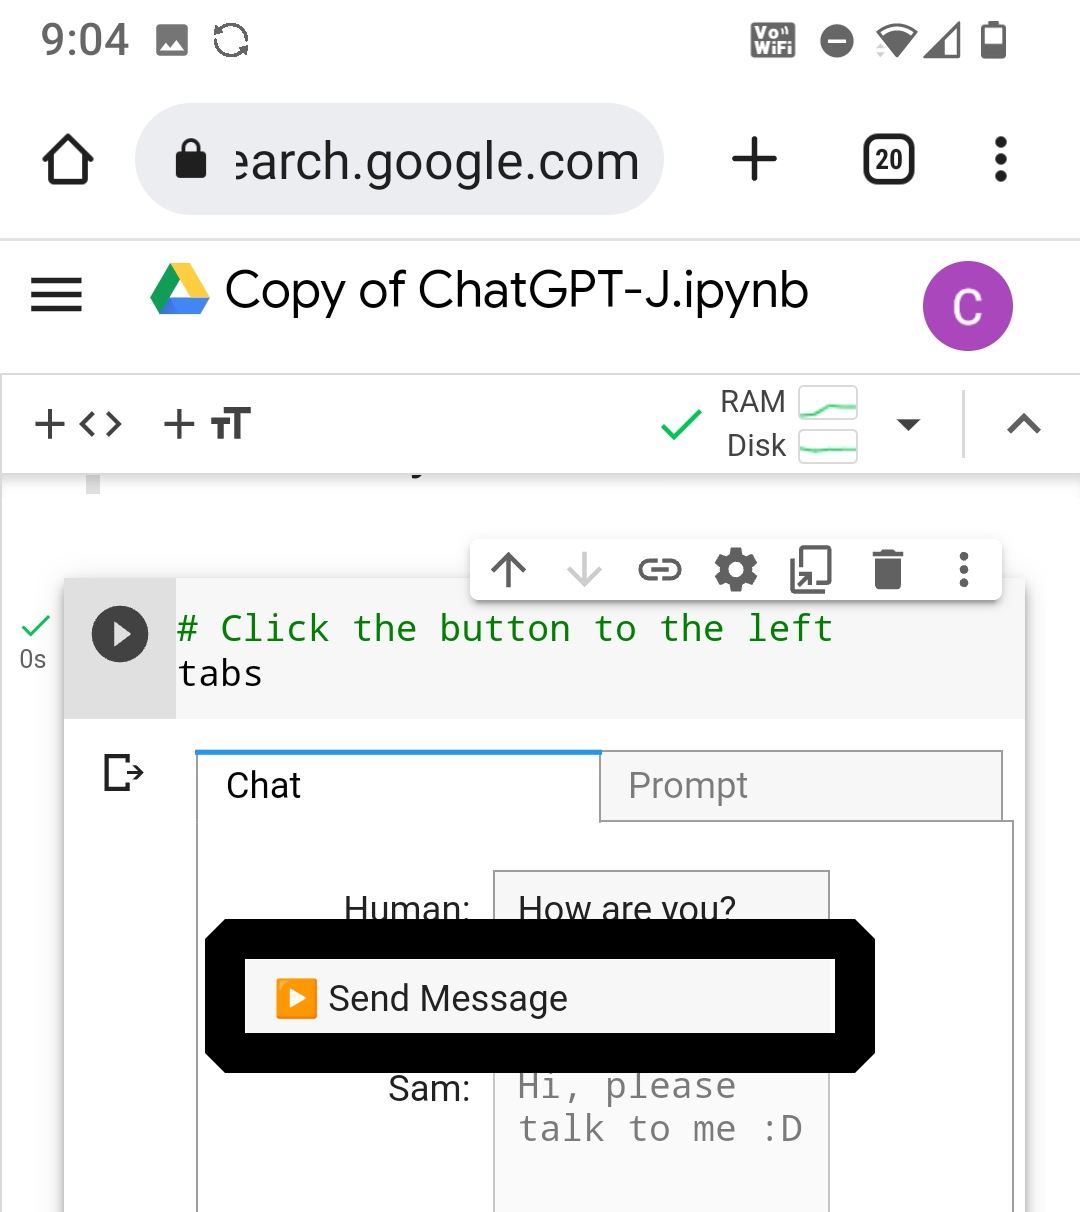 9:04
Vo
WiFi
earch.google.com
20
Copy of ChatGPT-J.ipynb
C
RAM
Disk
# Click the button to the left
tabs
0s
Chat
Prompt
Human: How are you?
▶️ Send Message
Sam: Hi, please
talk to me :D